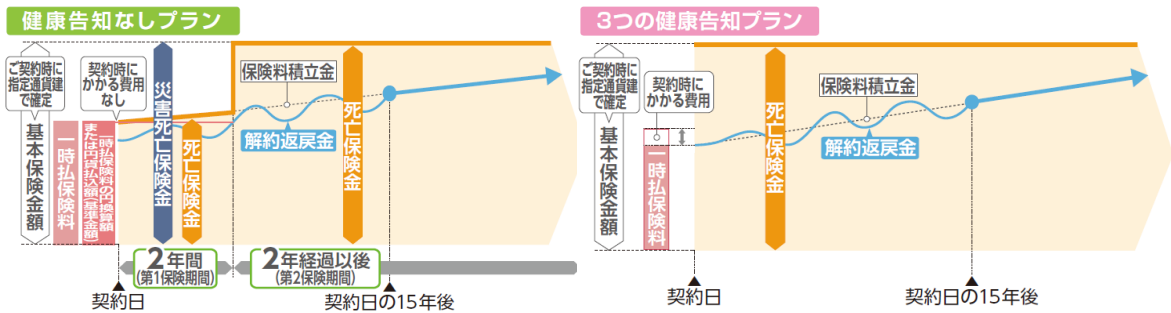 健康告知なしプラン
ご契約時に
指定通貨建
で確定
基本保険金額
契約時に
かかる費用
なし
一時払保険料
一時払保険料の円換算額
または円貨払込額(基準金額)
災害死亡保険金
死亡保険金
保険料積立金
解約返戻金
死亡保険金
2年間
(第1保険期間)
2年経過以後
(第2保険期間)
契約日
契約日の15年後
3つの健康告知プラン
ご契約時に
指定通貨建
で確定
基本保険金額
契約時に
かかる費用
一時払保険料
死亡保険金
保険料積立金
解約返戻金
契約日
契約日の15年後